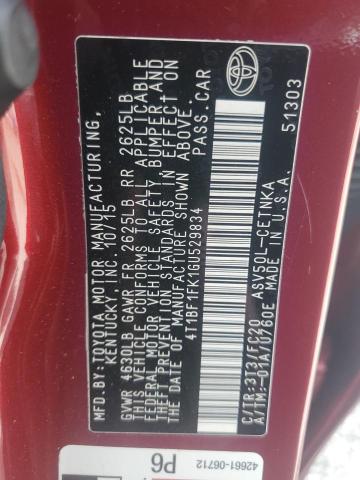 MFD. BY: TOYOTA MOTOR MANUFACTURING,
KENTUCKY, INC. 10/15
GVWR 4630LB GAWR FR 2625LB RR 2625LB
THIS VEHICLE CONFORMS TO ALL APPLICABLE
FEDERAL MOTOR VEHICLE SAFETY, BUMPER AND
THEFT PREVENTION STANDARDS IN EFFECT ON
THE DATE OF MANUFACTURE SHOWN ABOVE.
4T1BF1FK1GU529834 PASS. CAR
C/TR:3T3/FC20 ASV50L-CETNKA
A/TM:-01A/U760E MADE IN U.S.A.
51303
42661-06712
P6